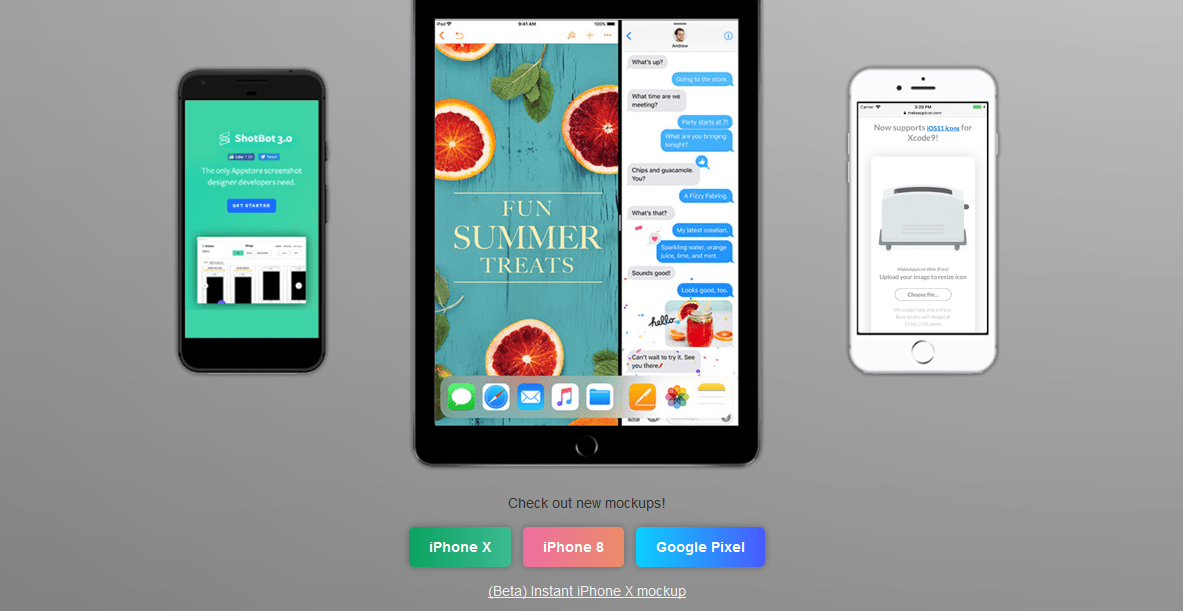 ShotBot 3.0
The only Appstore screenshot
designer developers need.
GET STARTED
iPad
9:41 AM
100%
FUN
SUMMER
TREATS
Andrew
What's up?
Going to the store.
What time are we
meeting?
Party starts at 7!
What are you bringing
tonight?
Chips and guacamole.
You?
A Fizzy Fabring.
What's that?
My latest creation.
Sparkling water, orange
juice, lime, and mint.
Sounds good!
Looks good, too.
hello
Can't wait to try it. See
you there
Carrier
3:25 PM
makeappicon.com
Now supports iOS11 Icons for
Xcode9!
MakeAppIcon Web (Free)
Upload your image to resize icon
Choose file...
Check out new mockups!
iPhone X
iPhone 8
Google Pixel
(Beta) Instant iPhone X mockup